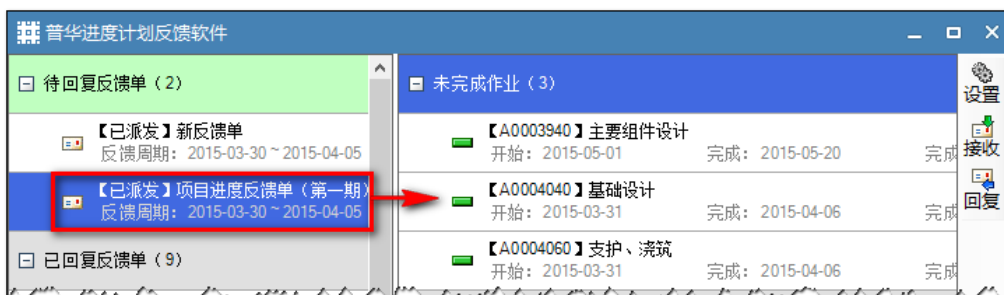 普华进度计划反馈软件
待回复反馈单（2）
【已派发】新反馈单
反馈周期：2015-03-30~2015-04-05
【已派发】项目进度反馈单（第一期）
反馈周期：2015-03-30~2015-04-05
已回复反馈单（9）
未完成作业（3）
【A0003940】主要组件设计
开始：2015-05-01 完成：2015-05-20 完成
【A0004040】基础设计
开始：2015-03-31 完成：2015-04-06 完成
【A0004060】支护、浇筑
开始：2015-03-31 完成：2015-04-06 完成
设置
接收
回复